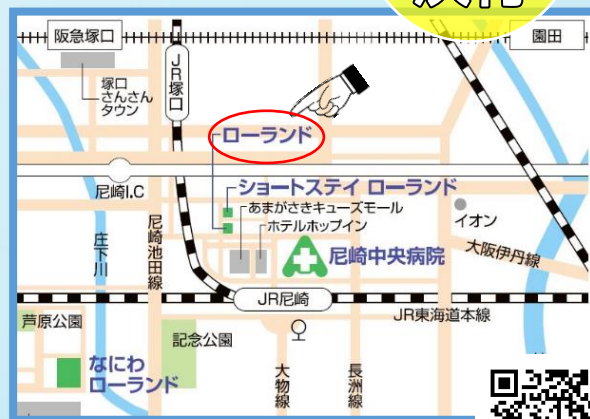 阪急塚口
園田
JR塚口
塚口
さんさん
タウン
ローランド
尼崎I.C
ショートステイ ローランド
あまがさきキューズモール
ホテルホップイン
イオン
尼崎池田線
庄下川
尼崎中央病院
大阪伊丹線
JR尼崎
JR東海道本線
芦原公園
記念公園
なにわ
ローランド
大物線
長洲線